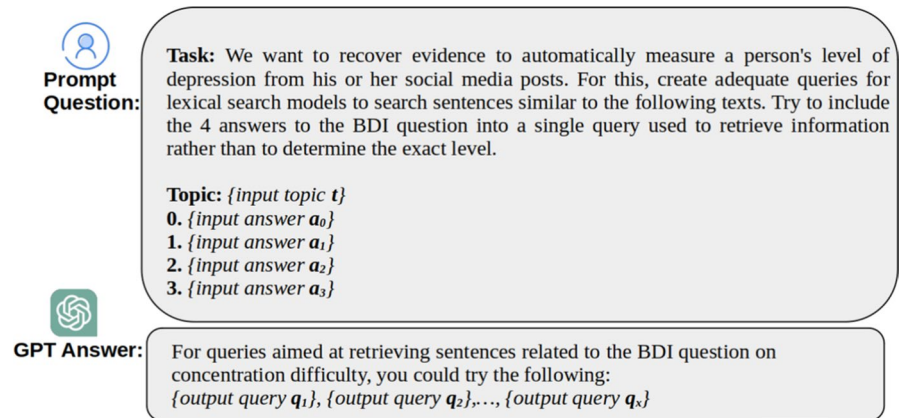 Prompt
Question:
Task: We want to recover evidence to automatically measure a person's level of
depression from his or her social media posts. For this, create adequate queries for
lexical search models to search sentences similar to the following texts. Try to include
the 4 answers to the BDI question into a single query used to retrieve information
rather than to determine the exact level.
Topic: {input topic t}
0. {input answer a₀}
1. {input answer a₁}
2. {input answer a₂}
3. {input answer a₃}
GPT Answer:
For queries aimed at retrieving sentences related to the BDI question on
concentration difficulty, you could try the following:
{output query q₁}, {output query q₂},..., {output query qₓ}